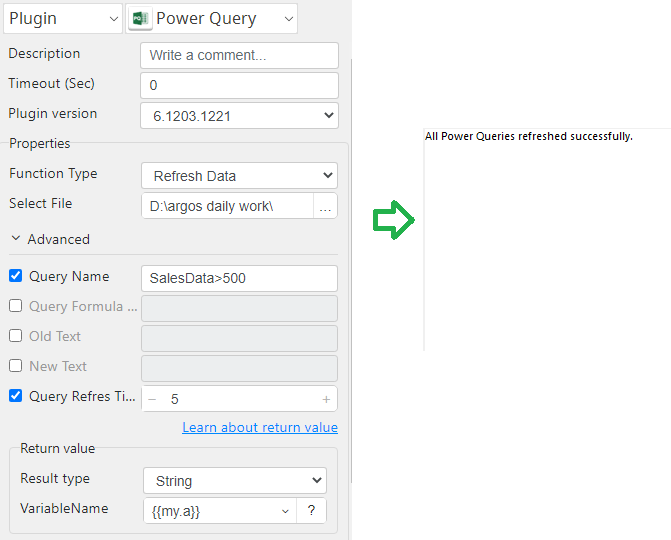 Plugin Power Query
Description Write a comment...
Timeout (Sec) 0
Plugin version 6.1203.1221
Properties
Function Type Refresh Data
Select File D:\argos daily work\ ...
Advanced
Query Name SalesData>500
Query Formula ...
Old Text
New Text
Query Refres Ti... − 5 +
Learn about return value
Return value
Result type String
VariableName {{my.a}} ?
All Power Queries refreshed successfully.